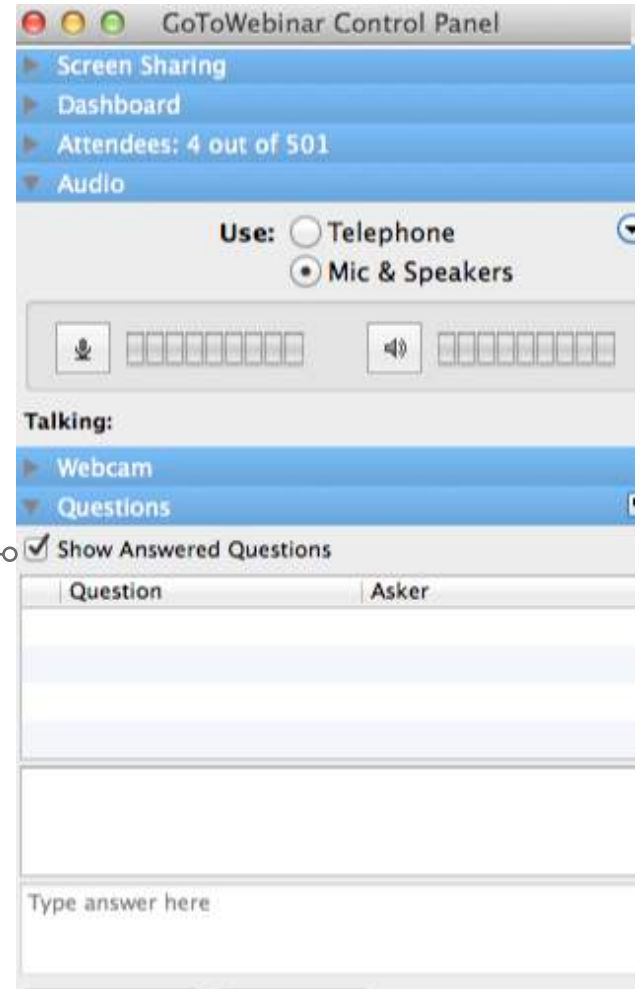 GoToWebinar Control Panel
Screen Sharing
Dashboard
Attendees: 4 out of 501
Audio
Use: Telephone
Mic & Speakers
Talking:
Webcam
Questions
Show Answered Questions
Question Asker
Type answer here